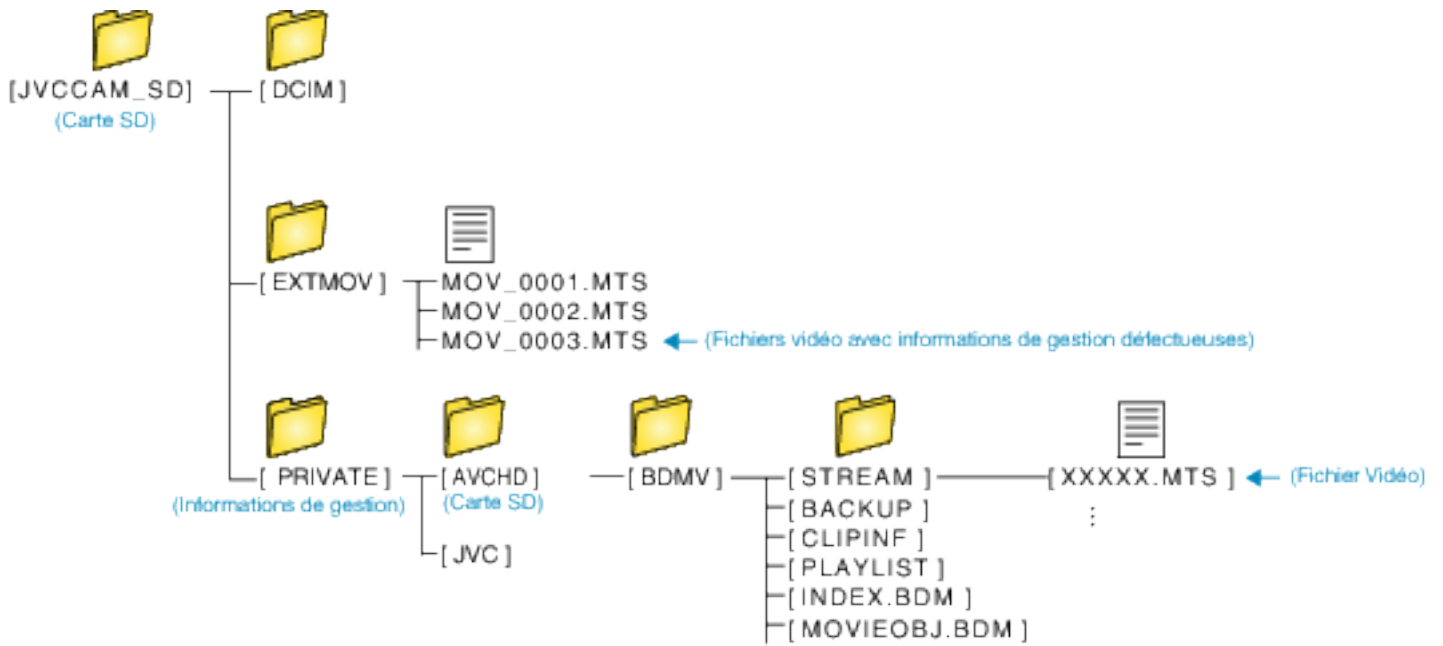 [JVCCAM_SD]
[DCIM]
(Carte SD)
[EXTMOV]
MOV_0001.MTS
MOV_0002.MTS
MOV_0003.MTS
(Fichiers vidéo avec informations de gestion défectueuses)
[PRIVATE]
[AVCHD]
[BDMV]
[STREAM]
[XXXXX.MTS]
(Fichier Vidéo)
(Informations de gestion)
(Carte SD)
[BACKUP]
⋮
[CLIPINF]
[JVC]
[PLAYLIST]
[INDEX.BDM]
[MOVIEOBJ.BDM]